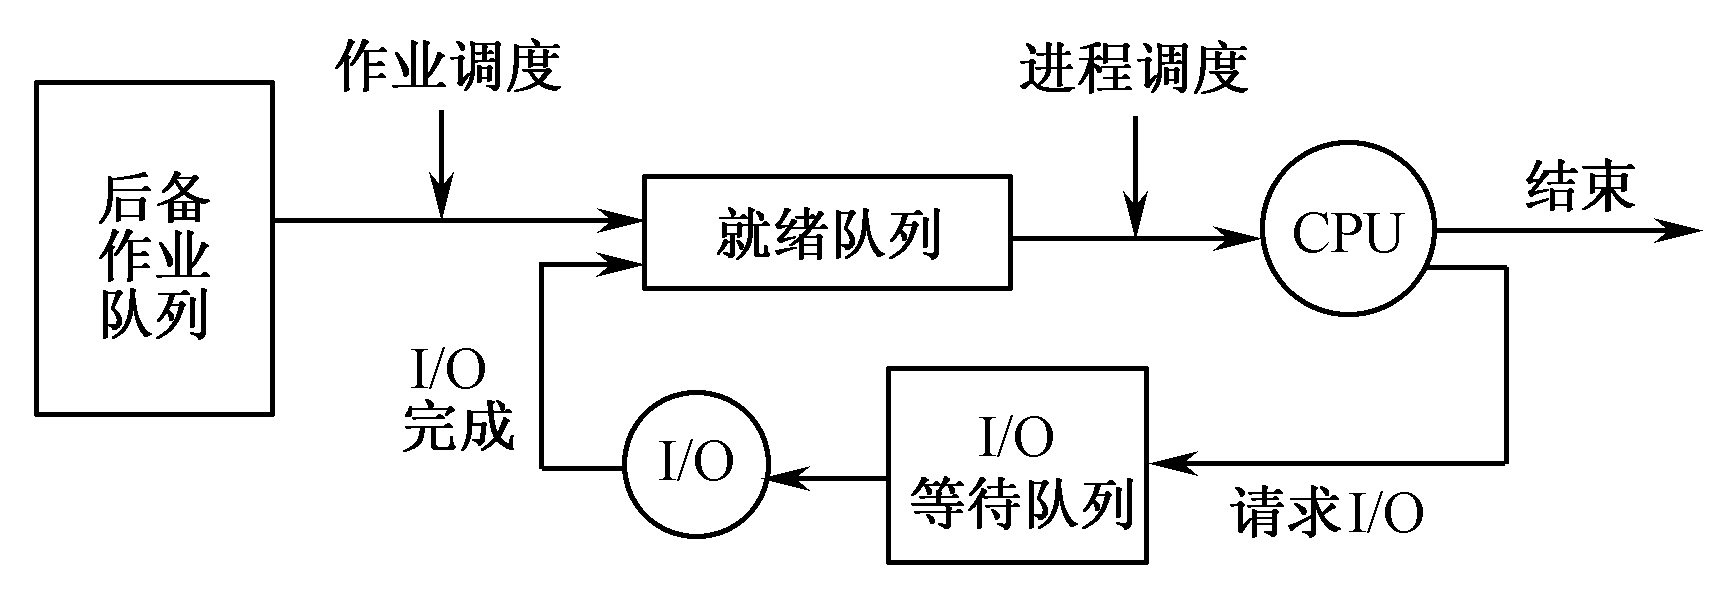 作业调度
进程调度
后备
作业
队列
就绪队列
CPU
结束
I/O
完成
I/O
I/O
等待队列
请求I/O